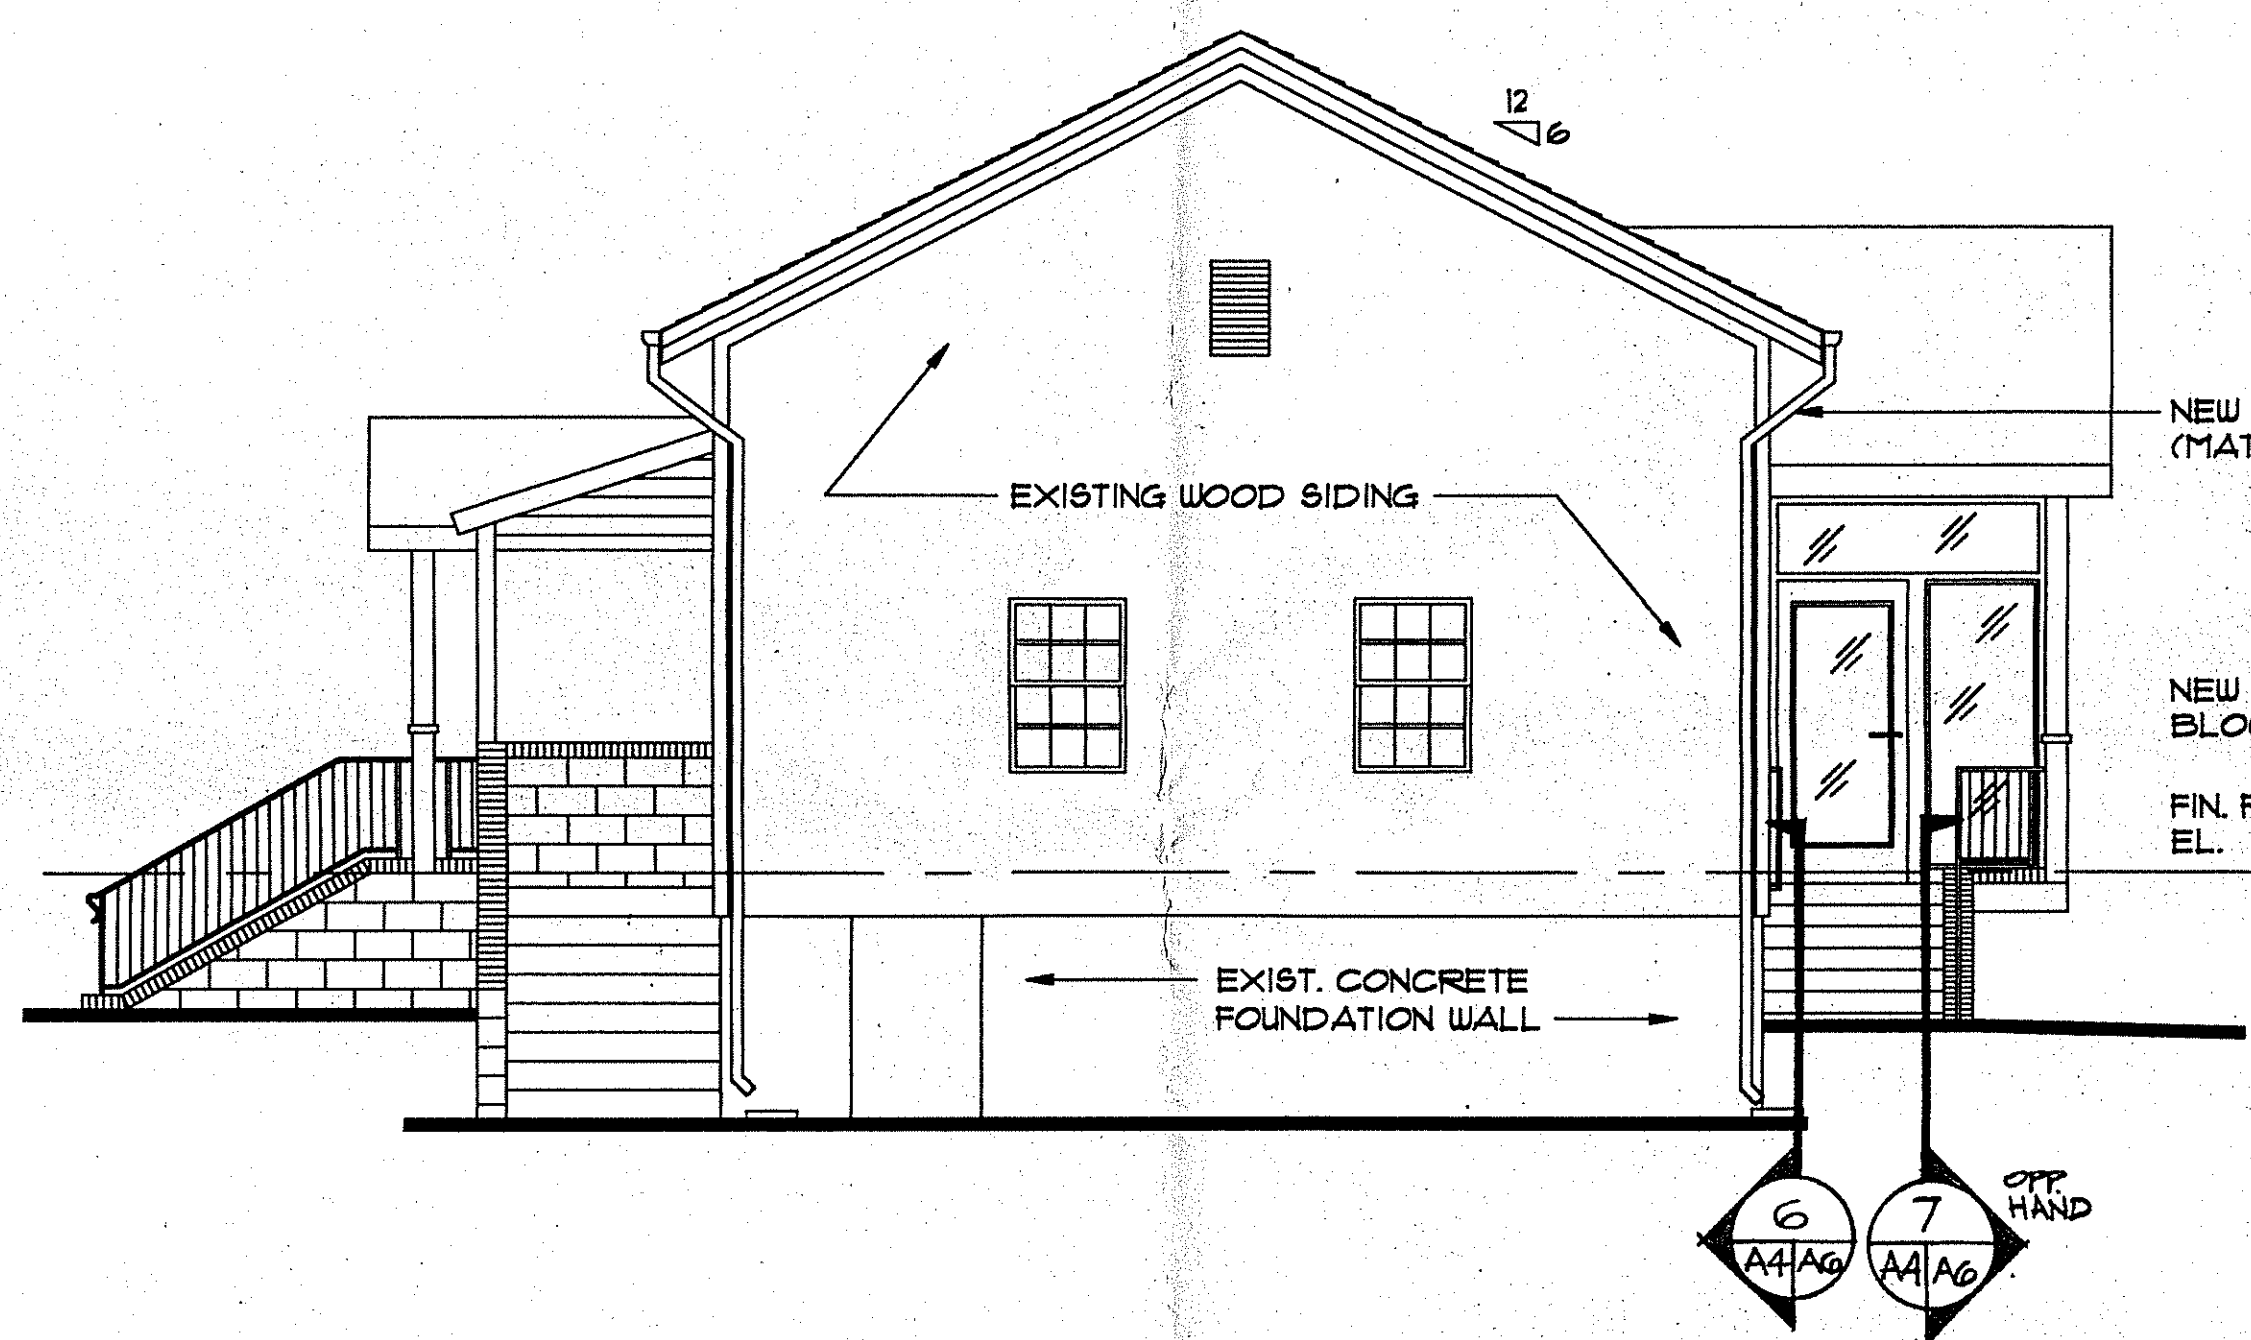 12
6
NEW
(MAT
EXISTING WOOD SIDING
NEW
BLO
FIN. F
EL.
EXIST. CONCRETE
FOUNDATION WALL
OPP.
HAND
6
A4 A6
7
A4 A6